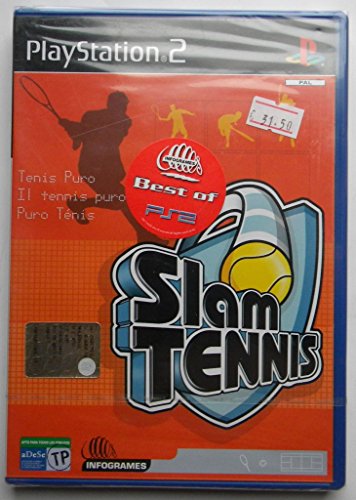 PlayStation®2
PAL
€ 31.50
INFOGRAMES
Best of
PS2
Tenis Puro
Il tennis puro
Puro Ténis
Slam
TENNIS
aDeSe
TP
INFOGRAMES